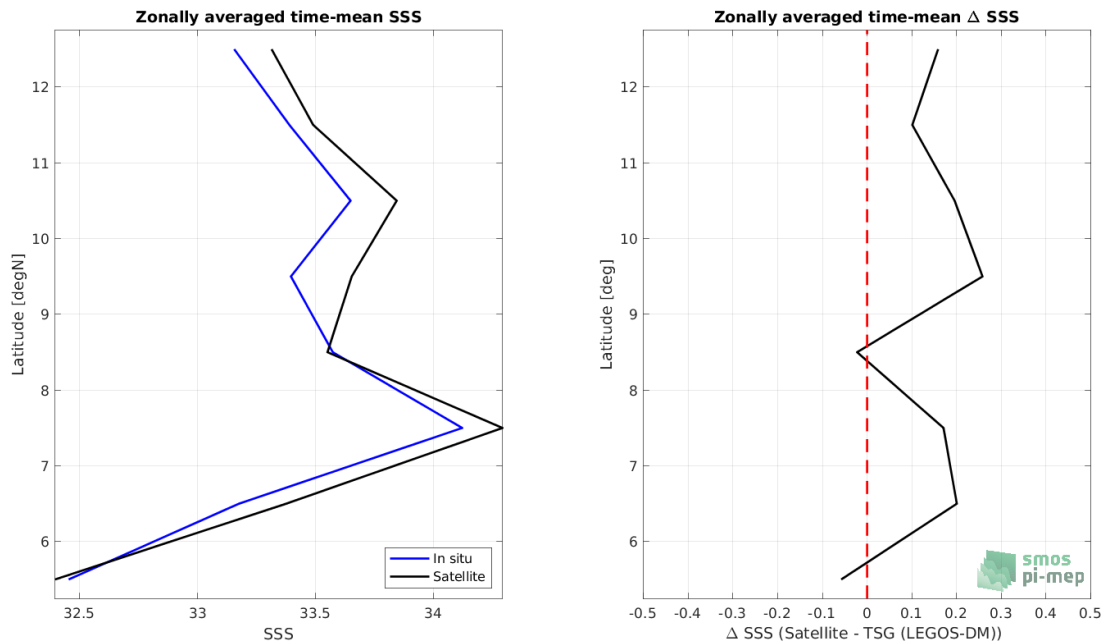 Zonally averaged time-mean SSS
12
11
10
9
8
7
6
Latitude [degN]
In situ
Satellite
32.5 33 33.5 34
SSS
Zonally averaged time-mean Δ SSS
12
11
10
9
8
7
6
Latitude [deg]
smos
pi-mep
-0.5 -0.4 -0.3 -0.2 -0.1 0 0.1 0.2 0.3 0.4 0.5
Δ SSS (Satellite - TSG (LEGOS-DM))